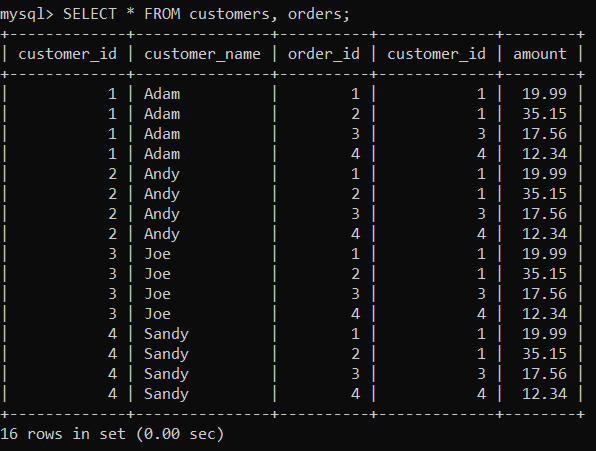 mysql> SELECT * FROM customers, orders;
+-------------+---------------+----------+-------------+--------+
| customer_id | customer_name | order_id | customer_id | amount |
+-------------+---------------+----------+-------------+--------+
|           1 | Adam          |        1 |           1 |  19.99 |
|           1 | Adam          |        2 |           1 |  35.15 |
|           1 | Adam          |        3 |           3 |  17.56 |
|           1 | Adam          |        4 |           4 |  12.34 |
|           2 | Andy          |        1 |           1 |  19.99 |
|           2 | Andy          |        2 |           1 |  35.15 |
|           2 | Andy          |        3 |           3 |  17.56 |
|           2 | Andy          |        4 |           4 |  12.34 |
|           3 | Joe           |        1 |           1 |  19.99 |
|           3 | Joe           |        2 |           1 |  35.15 |
|           3 | Joe           |        3 |           3 |  17.56 |
|           3 | Joe           |        4 |           4 |  12.34 |
|           4 | Sandy         |        1 |           1 |  19.99 |
|           4 | Sandy         |        2 |           1 |  35.15 |
|           4 | Sandy         |        3 |           3 |  17.56 |
|           4 | Sandy         |        4 |           4 |  12.34 |
+-------------+---------------+----------+-------------+--------+
16 rows in set (0.00 sec)